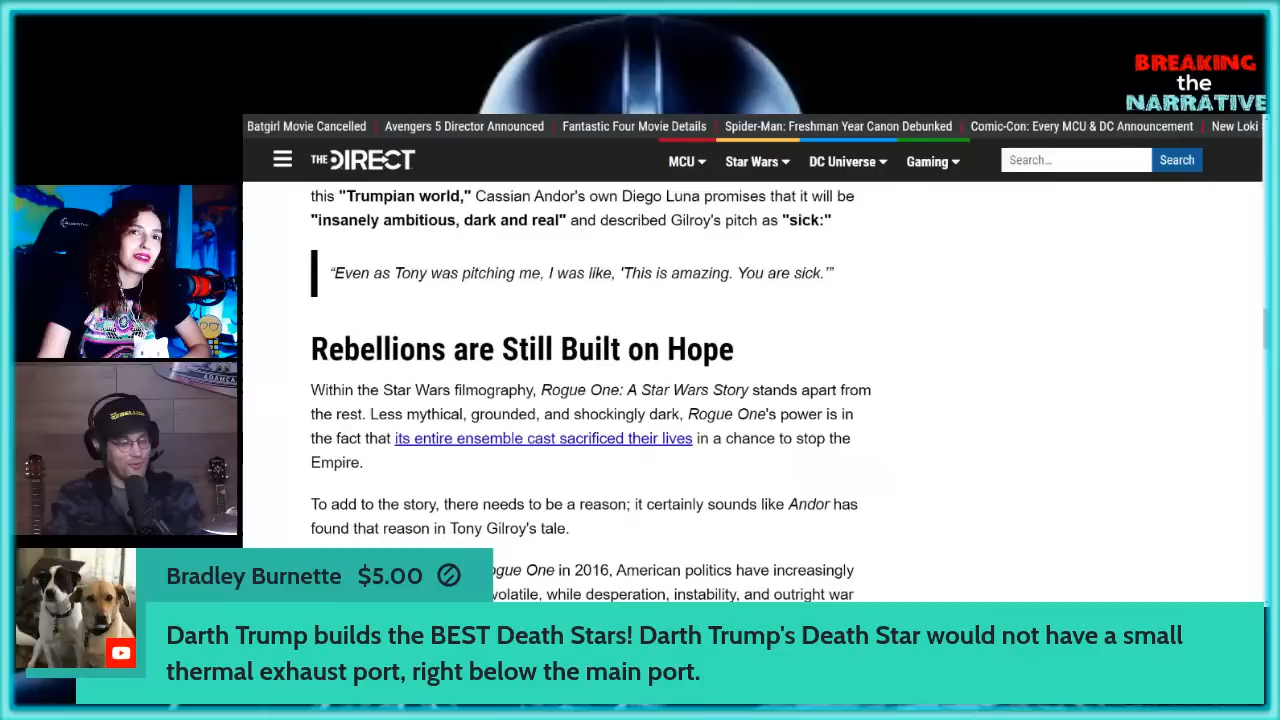 BREAKING
the
NARRATIVE
Batgirl Movie Cancelled | Avengers 5 Director Announced | Fantastic Four Movie Details | Spider-Man: Freshman Year Canon Debunked | Comic-Con: Every MCU & DC Announcement | New Loki
THE DIRECT MCU Star Wars DC Universe Gaming Search... Search
this "Trumpian world," Cassian Andor's own Diego Luna promises that it will be
"insanely ambitious, dark and real" and described Gilroy's pitch as "sick:"
“Even as Tony was pitching me, I was like, 'This is amazing. You are sick.'”
Rebellions are Still Built on Hope
Within the Star Wars filmography, Rogue One: A Star Wars Story stands apart from
the rest. Less mythical, grounded, and shockingly dark, Rogue One's power is in
the fact that its entire ensemble cast sacrificed their lives in a chance to stop the
Empire.
To add to the story, there needs to be a reason; it certainly sounds like Andor has
found that reason in Tony Gilroy's tale.
ogue One in 2016, American politics have increasingly
volatile, while desperation, instability, and outright war
Bradley Burnette $5.00
Darth Trump builds the BEST Death Stars! Darth Trump's Death Star would not have a small
thermal exhaust port, right below the main port.